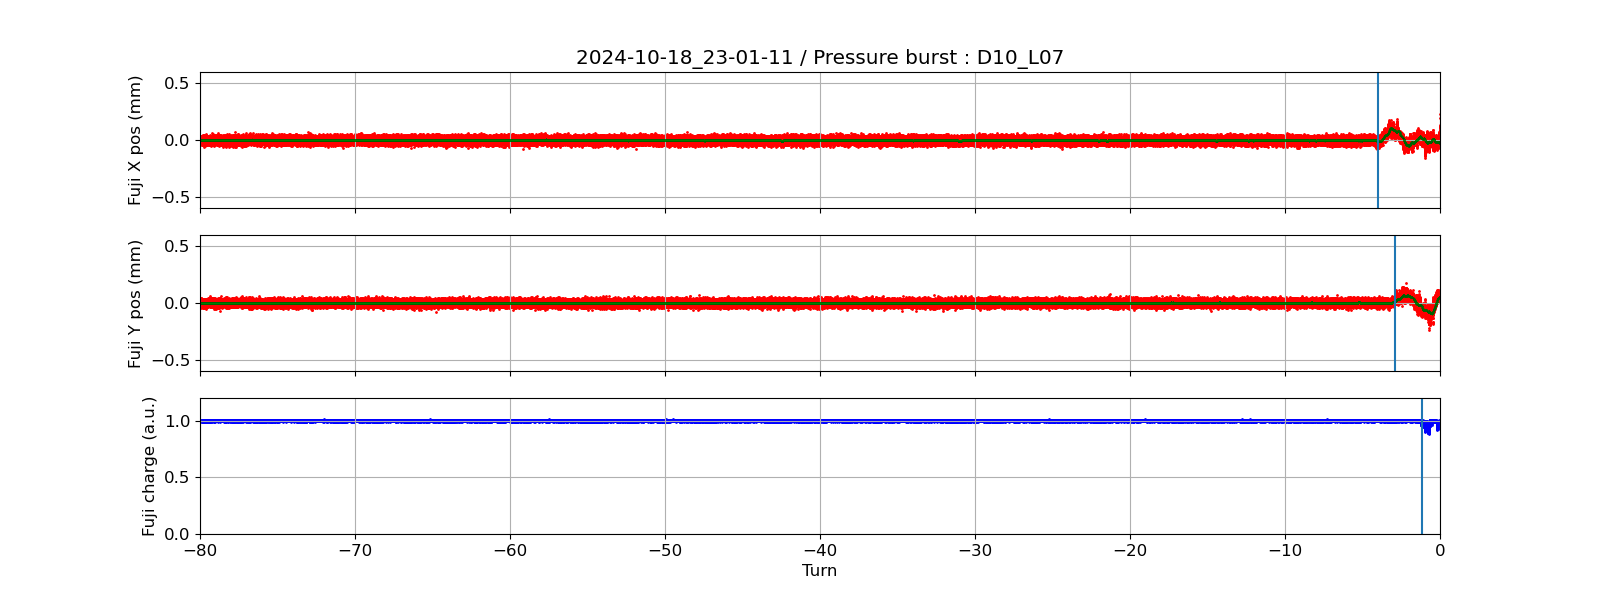 2024-10-18_23-01-11 / Pressure burst : D10_L07
Fuji X pos (mm)
0.5
0.0
−0.5
Fuji Y pos (mm)
0.5
0.0
−0.5
Fuji charge (a.u.)
1.0
0.5
0.0
−80 −70 −60 −50 −40 −30 −20 −10 0
Turn